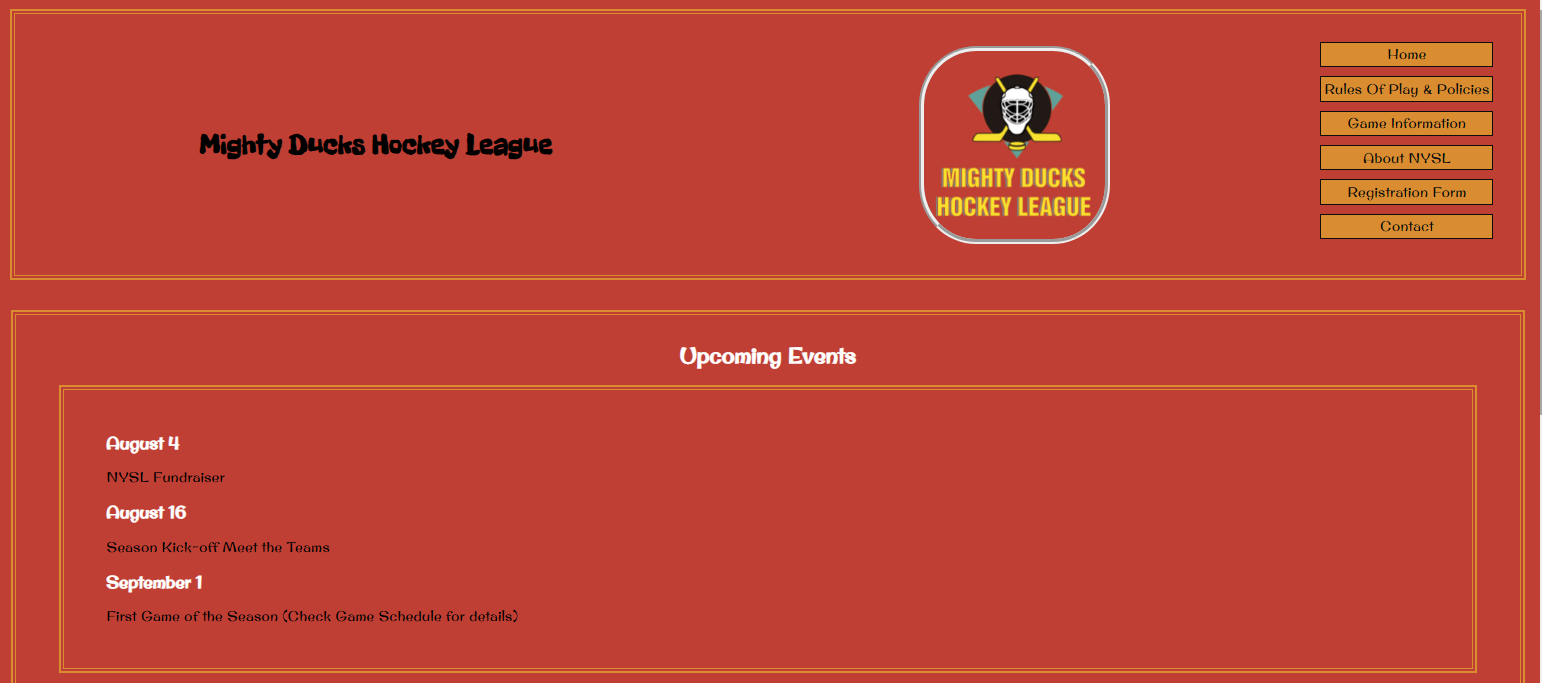 Mighty Ducks Hockey League
MIGHTY DUCKS
HOCKEY LEAGUE
Home
Rules Of Play & Policies
Game Information
About NYSL
Registration Form
Contact
Upcoming Events
August 4
NYSL Fundraiser
August 16
Season Kick-off Meet the Teams
September 1
First Game of the Season (Check Game Schedule for details)